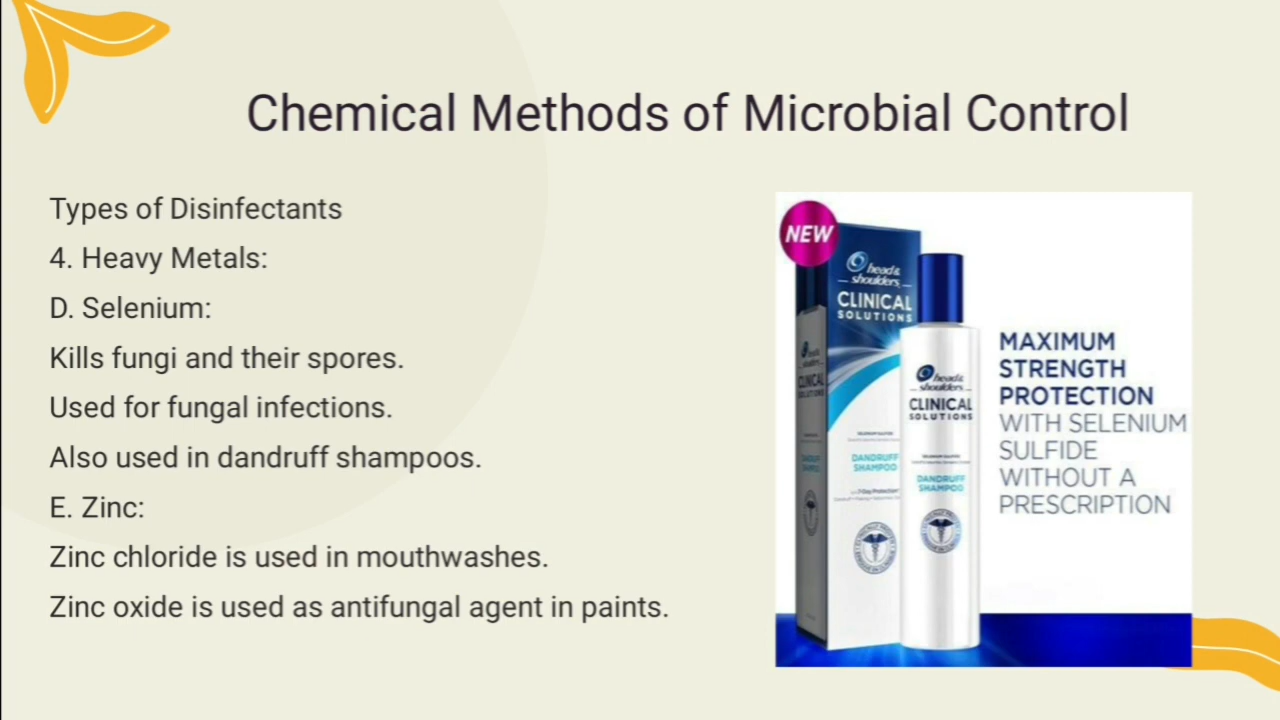 Chemical Methods of Microbial Control
Types of Disinfectants
4. Heavy Metals:
D. Selenium:
Kills fungi and their spores.
Used for fungal infections.
Also used in dandruff shampoos.
E. Zinc:
Zinc chloride is used in mouthwashes.
Zinc oxide is used as antifungal agent in paints.
NEW
head&
shoulders
CLINICAL
SOLUTIONS
DANDRUFF
SHAMPOO
head&
shoulders
CLINICAL
SOLUTIONS
DANDRUFF
SHAMPOO
MAXIMUM
STRENGTH
PROTECTION
WITH SELENIUM
SULFIDE
WITHOUT A
PRESCRIPTION